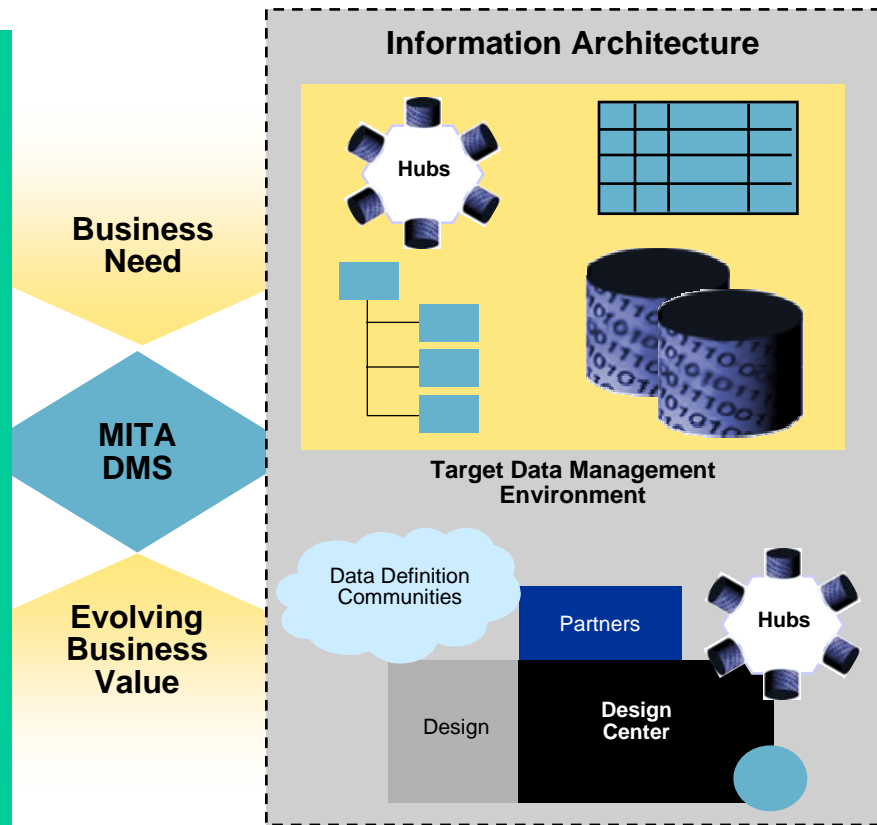 Information Architecture
Hubs
Business
Need
MITA
DMS
Target Data Management
Environment
Data Definition
Communities
Partners
Hubs
Evolving
Business
Value
Design
Design
Center